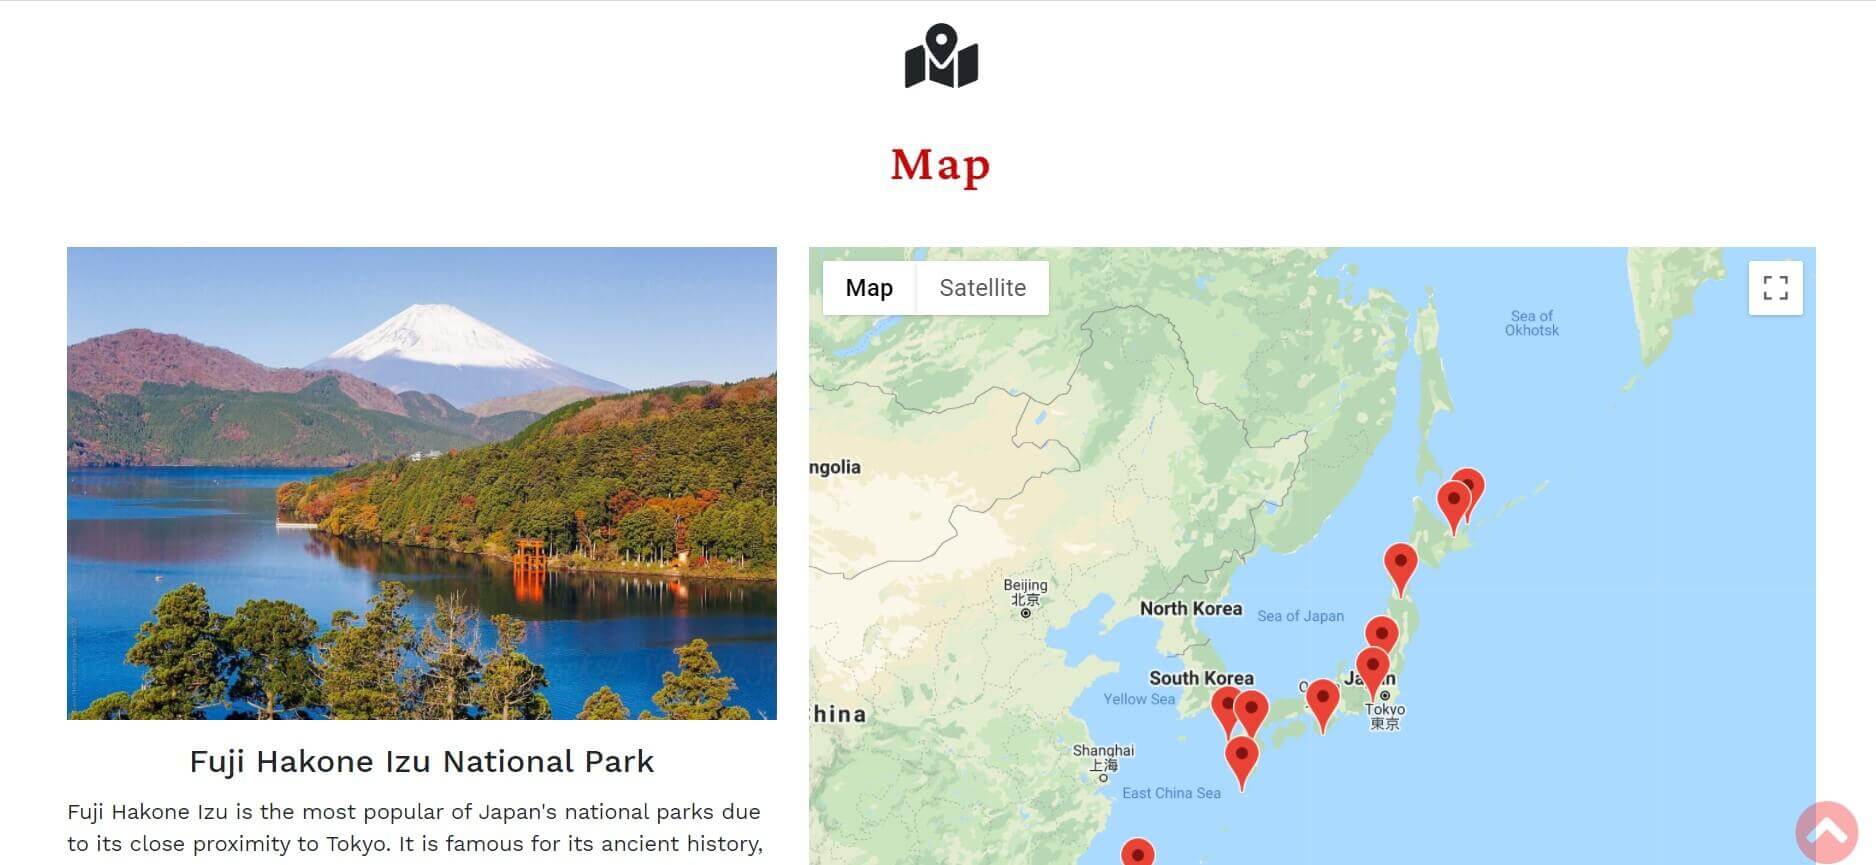 Map
Map
Satellite
Sea of
Okhotsk
ngolia
Beijing
北京
North Korea
Sea of Japan
South Korea
Yellow Sea
hina
Tokyo
東京
Shanghai
上海
East China Sea
Fuji Hakone Izu National Park
Fuji Hakone Izu is the most popular of Japan's national parks due
to its close proximity to Tokyo. It is famous for its ancient history,